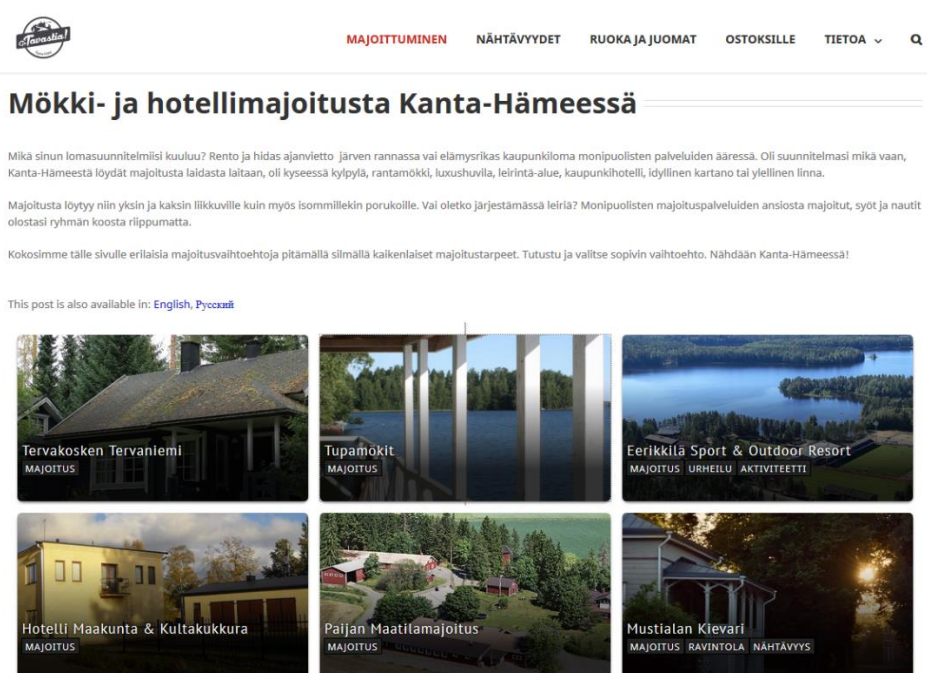 Tavastia!
MAJOITTUMINEN NÄHTÄVYYDET RUOKA JA JUOMAT OSTOKSILLE TIETOA
Mökki- ja hotellimajoitusta Kanta-Hämeessä
Mikä sinun lomasuunnitelmiisi kuuluu? Rento ja hidas ajanvietto järven rannassa vai elämysrikas kaupunkiloma monipuolisten palveluiden ääressä. Oli suunnitelmasi mikä vaan,
Kanta-Hämeestä löydät majoitusta laidasta laitaan, oli kyseessä kylpylä, rantamökki, luxushuvila, leirintä-alue, kaupunkihotelli, idyllinen kartano tai ylellinen linna.
Majoitusta löytyy niin yksin ja kaksin liikkuville kuin myös isommillekin porukoille. Vai oletko järjestämässä leiriä? Monipuolisten majoituspalveluiden ansiosta majoitut, syöt ja nautit
olostasi ryhmän koosta riippumatta.
Kokosimme tälle sivulle erilaisia majoitusvaihtoehtoja pitämällä silmällä kaikenlaiset majoitustarpeet. Tutustu ja valitse sopivin vaihtoehto. Nähdään Kanta-Hämeessä!
This post is also available in: English, Русский
Tervakosken Tervaniemi
MAJOITUS
Tupamökit
MAJOITUS
Eerikkilä Sport & Outdoor Resort
MAJOITUS URHEILU AKTIVITEETTI
Hotelli Maakunta & Kultakukkura
MAJOITUS
Paijan Maatilamajoitus
MAJOITUS
Mustialan Kievari
MAJOITUS RAVINTOLA NÄHTÄVYYS